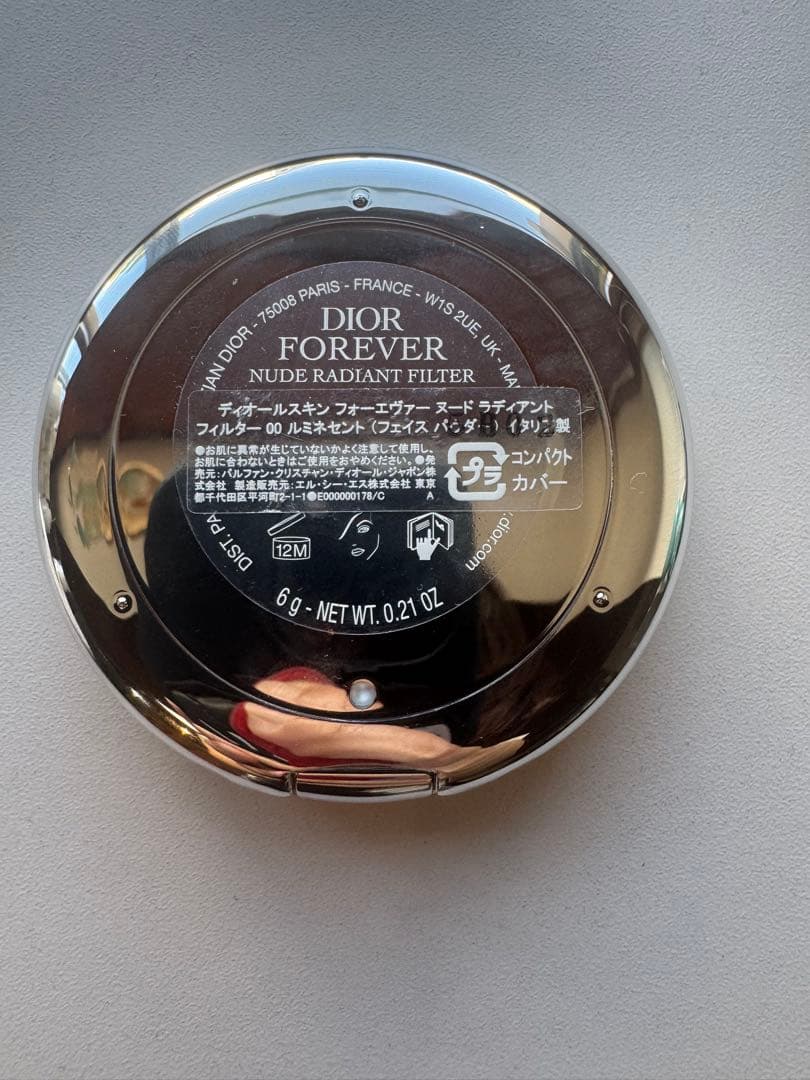 IAN DIOR - 75008 PARIS - FRANCE - W1S 2UE, UK - MA
DIOR
FOREVER
NUDE RADIANT FILTER
ディオールスキン フォーエヴァー ヌード ラディアント
フィルター 00 ルミネセント (フェイス パウダー) イタリア製
●お肌に異常が生じていないかよく注意して使用し、
お肌に合わないときはご使用をおやめください。●発
売元:パルファン・クリスチャン・ディオール・ジャポン株
式会社 製造販売元:エル・シー・エス株式会社 東京
都千代田区平河町2-1-1●E000000178/C A
プラ
コンパクト
カバー
12M
DIST. PA
.dior.com
6 g - NET WT. 0.21 OZ